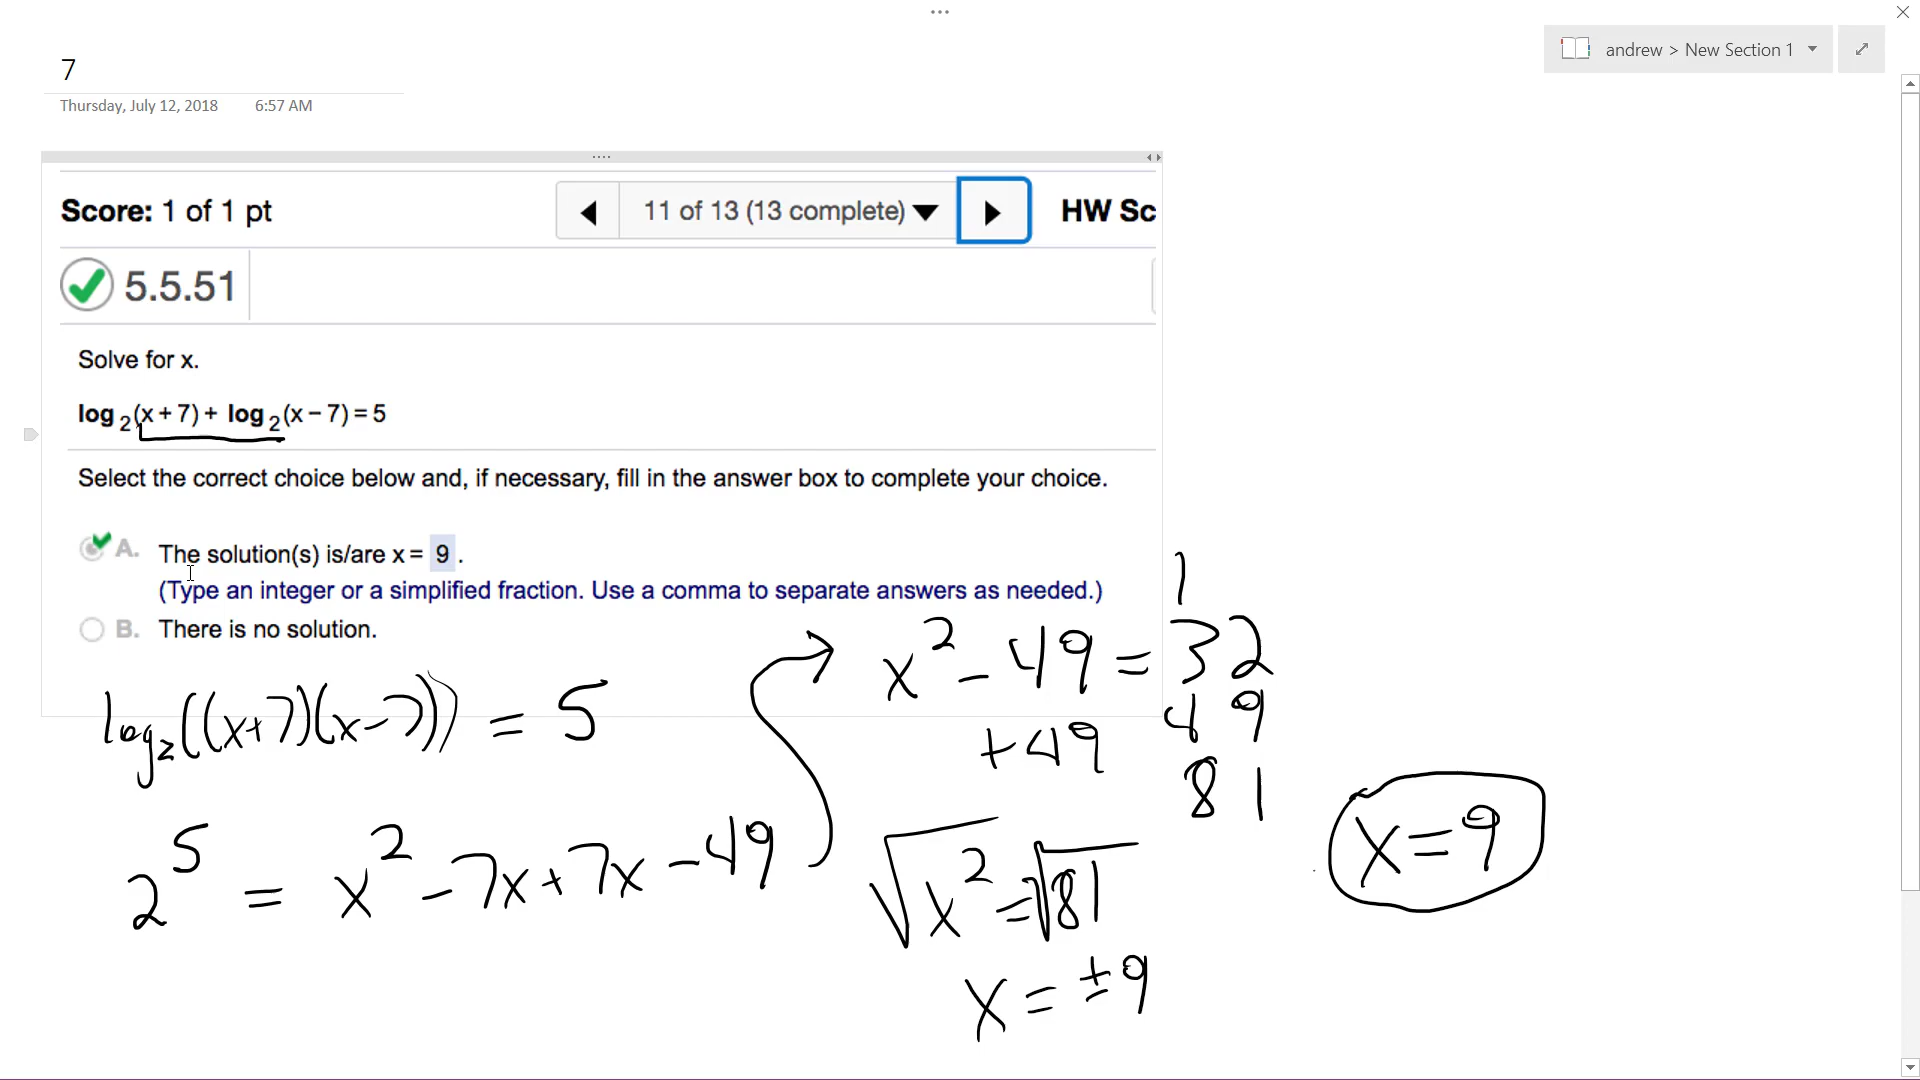 andrew > New Section 1
7
Thursday, July 12, 2018 6:57 AM
Score: 1 of 1 pt
11 of 13 (13 complete)
HW Sc
5.5.51
Solve for x.
log₂(x + 7) + log₂(x − 7) = 5
Select the correct choice below and, if necessary, fill in the answer box to complete your choice.
A. The solution(s) is/are x = 9 .
(Type an integer or a simplified fraction. Use a comma to separate answers as needed.)
B. There is no solution.
log₂((x+7)(x−7)) = 5
2⁵ = x² − 7x + 7x − 49
1
x² − 49 = 32
+49 49
81
√x² = √81
x = ±9
x = 9